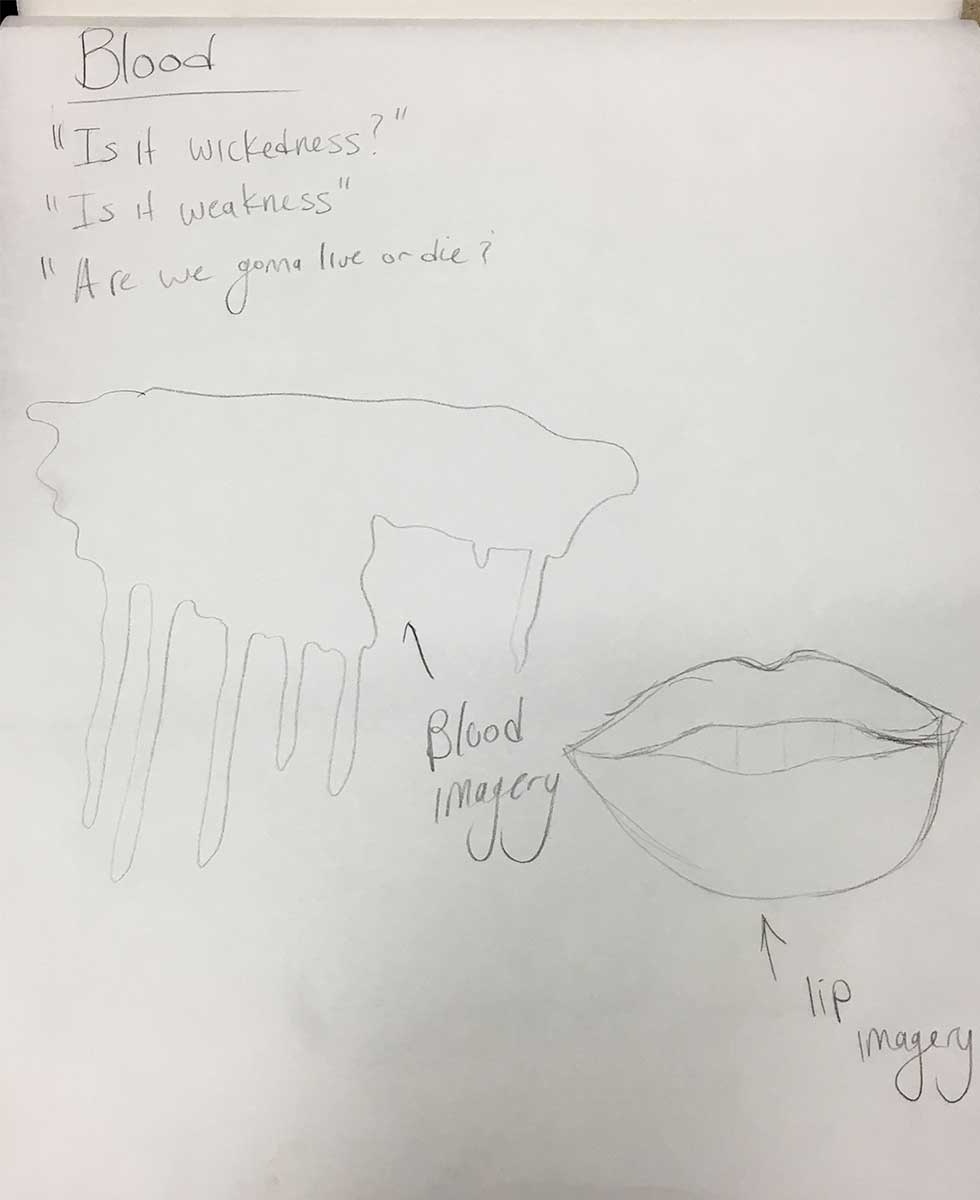 Blood
"Is it wickedness?"
"Is it weakness"
"Are we gonna live or die?
Blood
imagery
lip
imagery